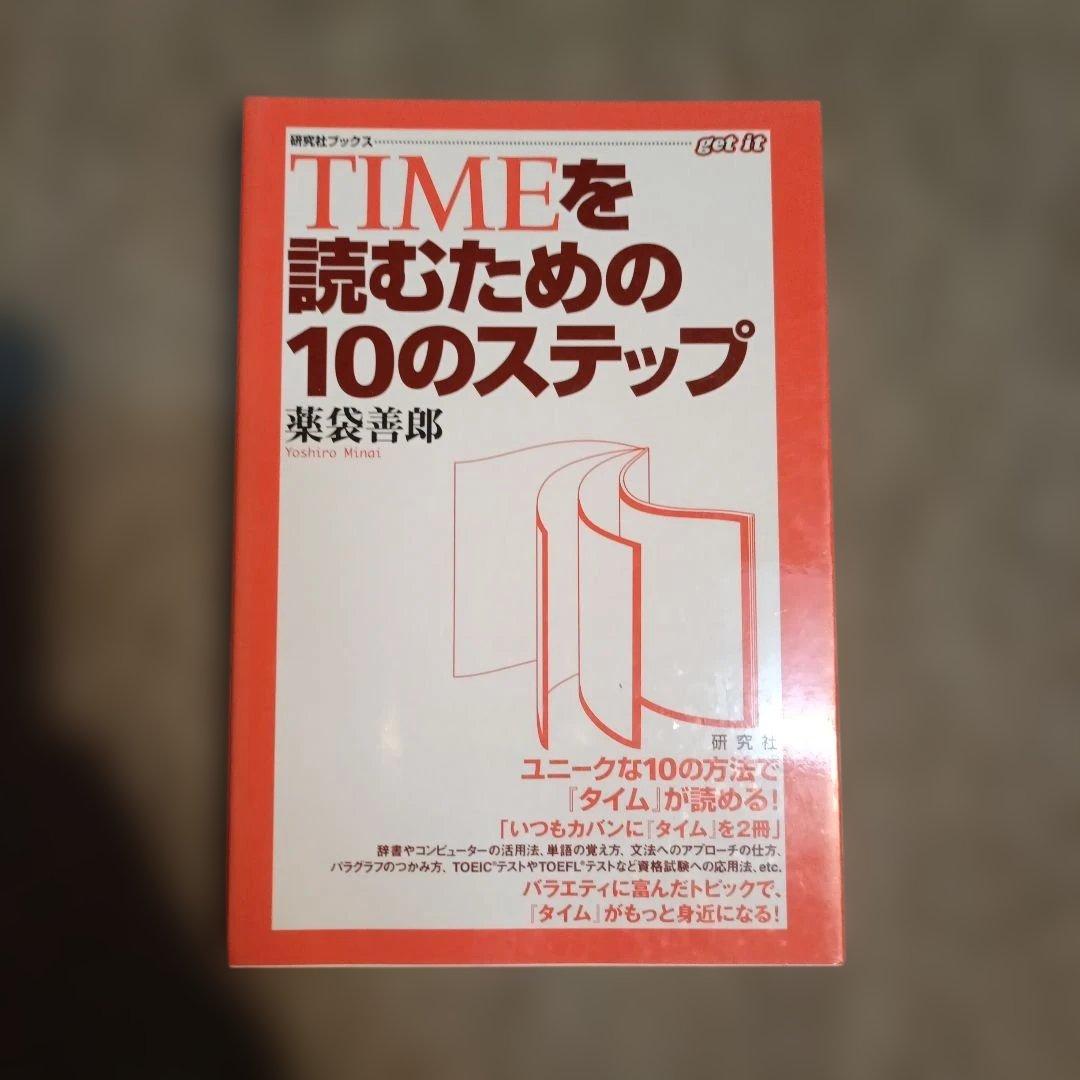 研究社ブックス
get it
TIMEを
読むための
10のステップ
薬袋善郎
Yoshiro Minai
研究社
ユニークな10の方法で
『タイム』が読める!
「いつもカバンに『タイム』を2冊」
辞書やコンピューターの活用法、単語の覚え方、文法へのアプローチの仕方、
パラグラフのつかみ方、TOEIC®テストやTOEFL®テストなど資格試験への応用法、etc.
バラエティに富んだトピックで、
『タイム』がもっと身近になる!